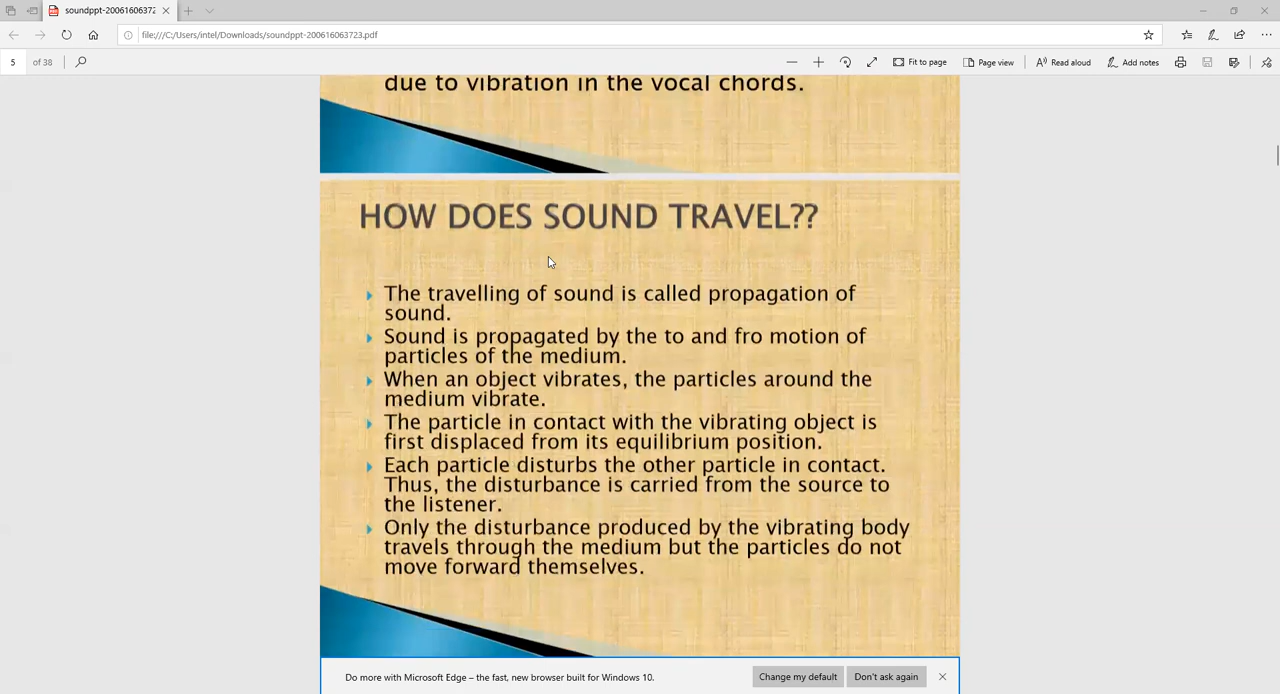 soundppt-20061606372
file:///C:/Users/intel/Downloads/soundppt-200616063723.pdf
5 of 38
Fit to page
Page view
Read aloud
Add notes
due to vibration in the vocal chords.
HOW DOES SOUND TRAVEL??
The travelling of sound is called propagation of
sound.
Sound is propagated by the to and fro motion of
particles of the medium.
When an object vibrates, the particles around the
medium vibrate.
The particle in contact with the vibrating object is
first displaced from its equilibrium position.
Each particle disturbs the other particle in contact.
Thus, the disturbance is carried from the source to
the listener.
Only the disturbance produced by the vibrating body
travels through the medium but the particles do not
move forward themselves.
Do more with Microsoft Edge – the fast, new browser built for Windows 10.
Change my default
Don't ask again